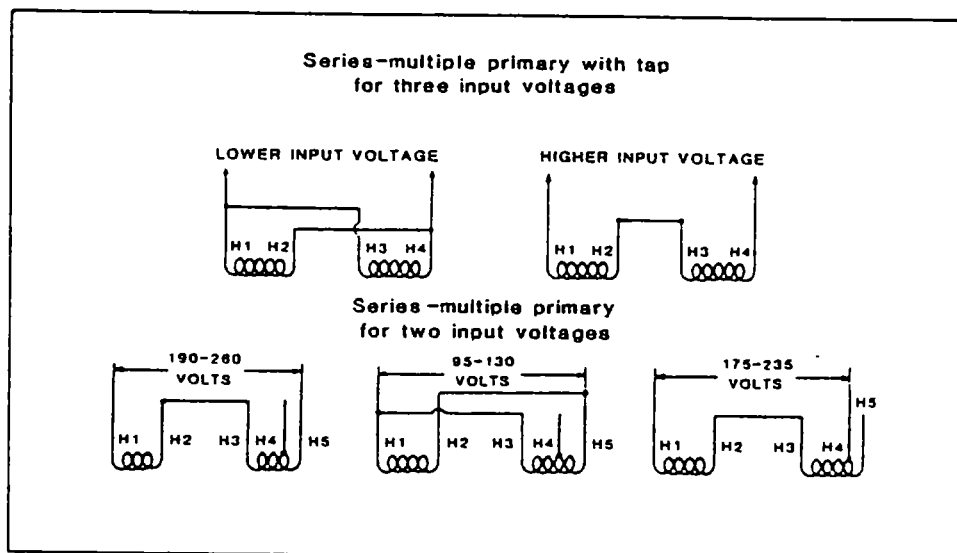 Series-multiple primary with tap
for three input voltages
LOWER INPUT VOLTAGE
HIGHER INPUT VOLTAGE
H1 H2 H3 H4
H1 H2 H3 H4
Series-multiple primary
for two input voltages
190-260
VOLTS
95-130
VOLTS
175-235
VOLTS
H1 H2 H3 H4 H5
H1 H2 H3 H4 H5
H1 H2 H3 H4 H5